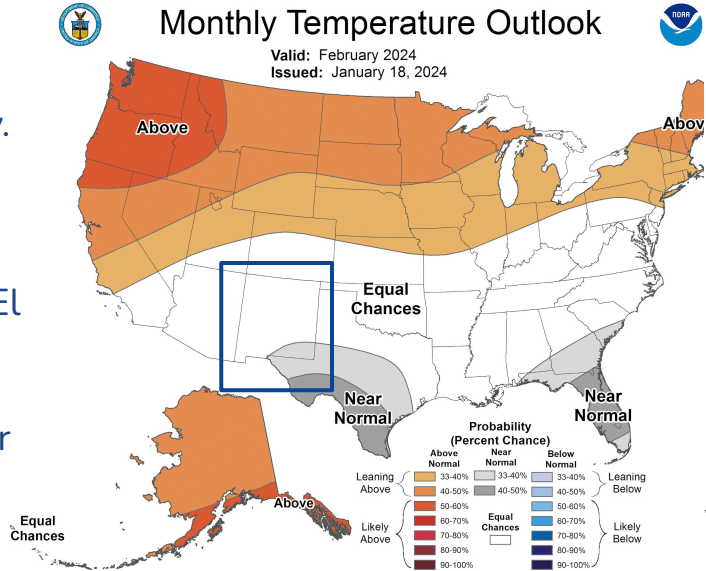 Monthly Temperature Outlook
NOAA
Valid: February 2024
Issued: January 18, 2024
y.
El
r
Above
Above
Equal
Chances
Near
Normal
Near
Normal
Above
Equal
Chances
Probability
(Percent Chance)
Above
Normal
Near
Normal
Below
Normal
Leaning
Above
33-40%
40-50%
33-40%
40-50%
33-40%
40-50%
Leaning
Below
Likely
Above
50-60%
60-70%
70-80%
80-90%
90-100%
Equal
Chances
50-60%
60-70%
70-80%
80-90%
90-100%
Likely
Below